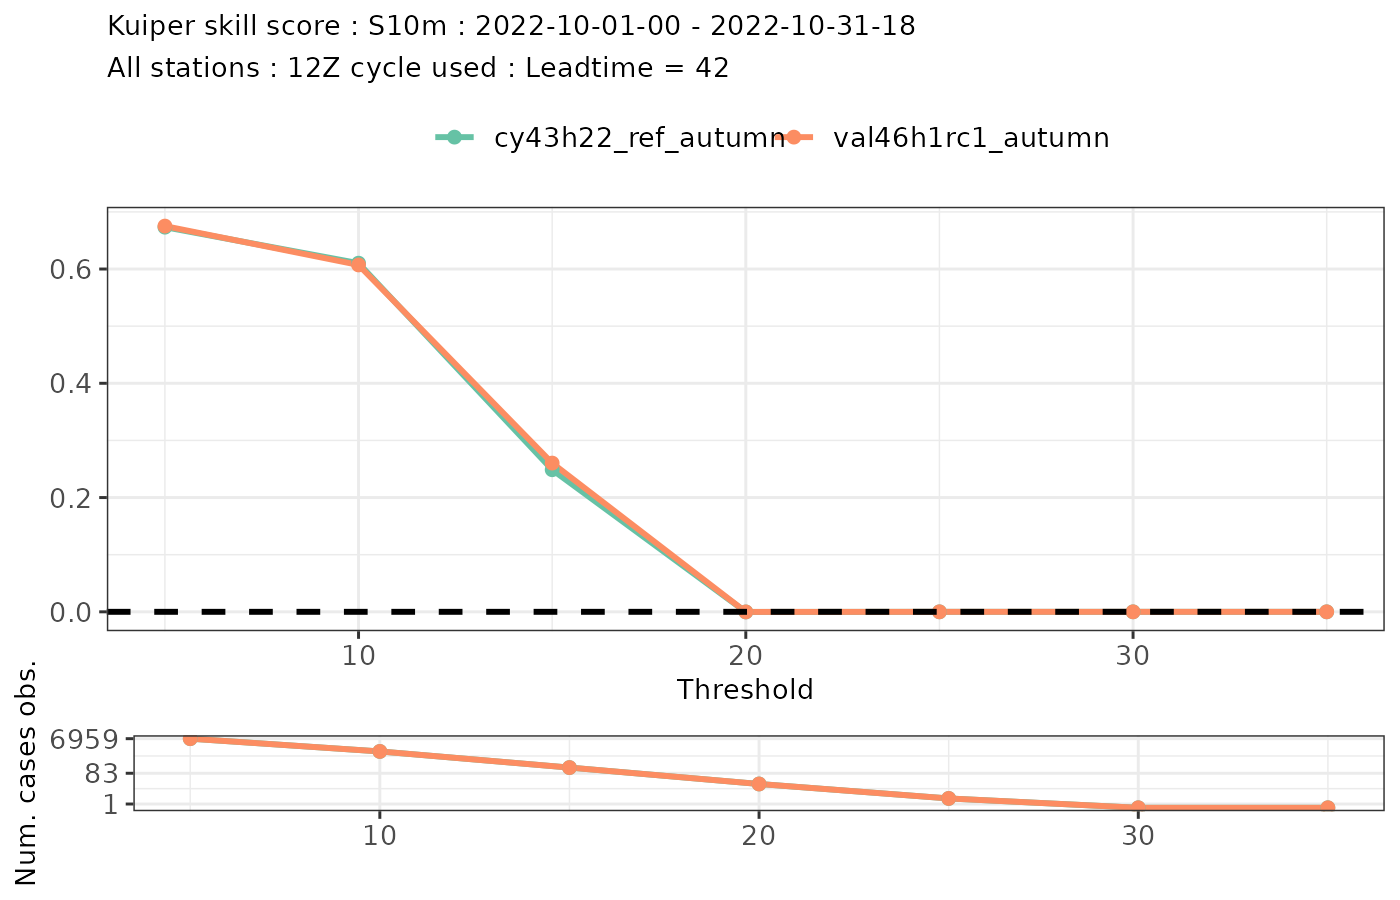 Kuiper skill score : S10m : 2022-10-01-00 - 2022-10-31-18
All stations : 12Z cycle used : Leadtime = 42
cy43h22_ref_autumn val46h1rc1_autumn
0.6
0.4
0.2
0.0
10 20 30
Threshold
Num. cases obs.
6959
83
1
10 20 30